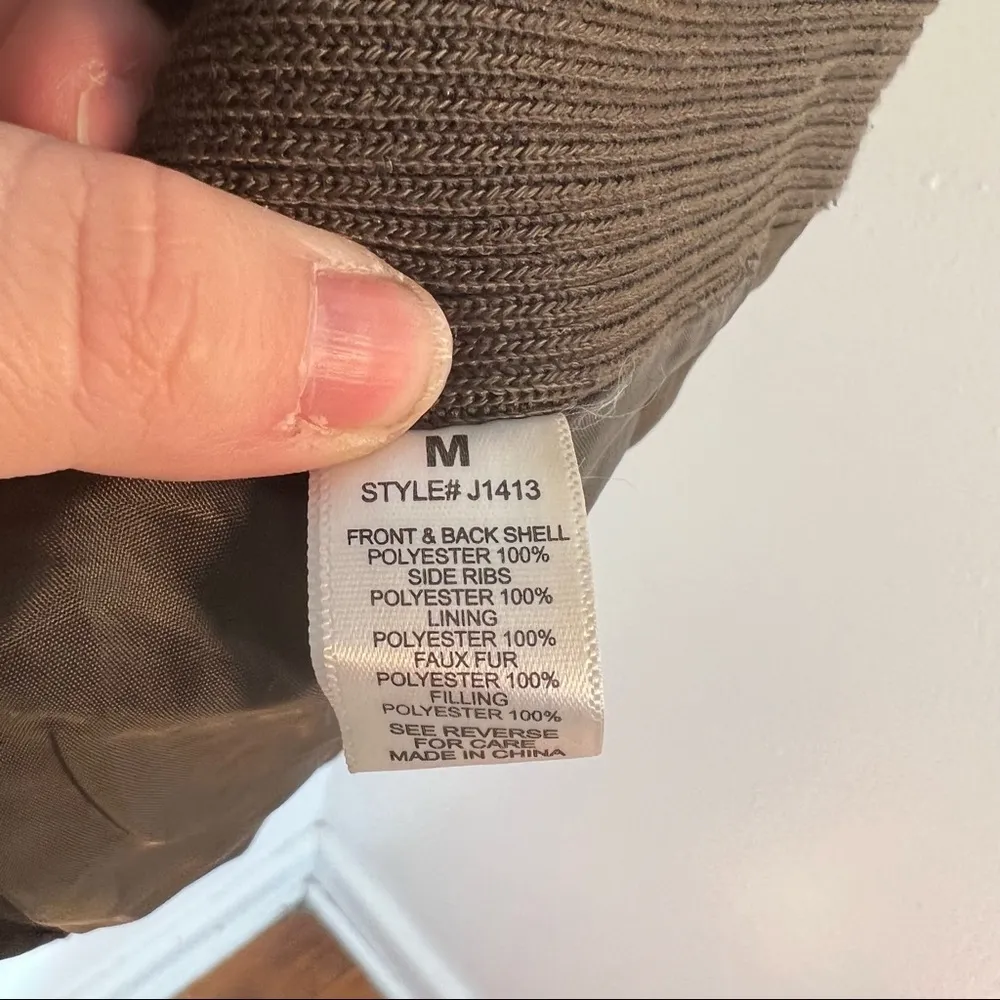 M
STYLE# J1413
FRONT & BACK SHELL
POLYESTER 100%
SIDE RIBS
POLYESTER 100%
LINING
POLYESTER 100%
FAUX FUR
POLYESTER 100%
FILLING
POLYESTER 100%
SEE REVERSE
FOR CARE
MADE IN CHINA